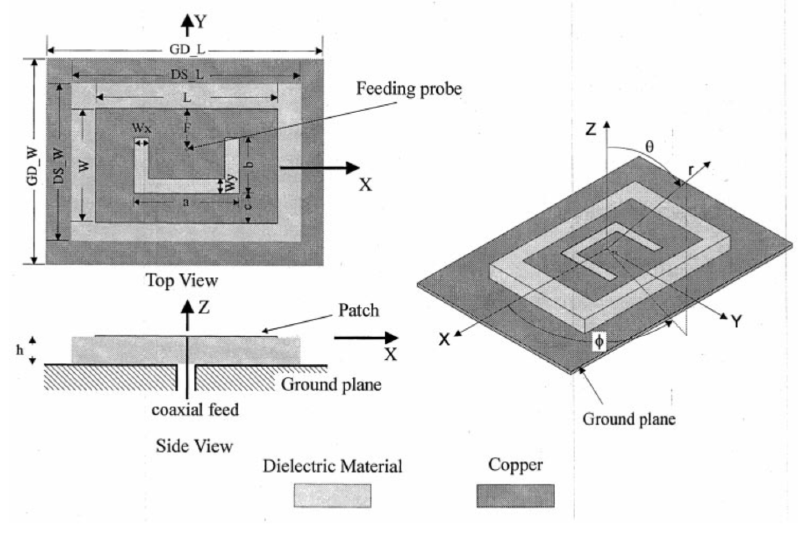 Y
GD_L
DS_L
L
Feeding probe
Wx
F
GD_W
DS_W
W
b
Wy
a
c
X
Top View
Z
Patch
h
X
Ground plane
coaxial feed
Side View
Z
θ
r
X
Y
ϕ
Ground plane
Dielectric Material
Copper